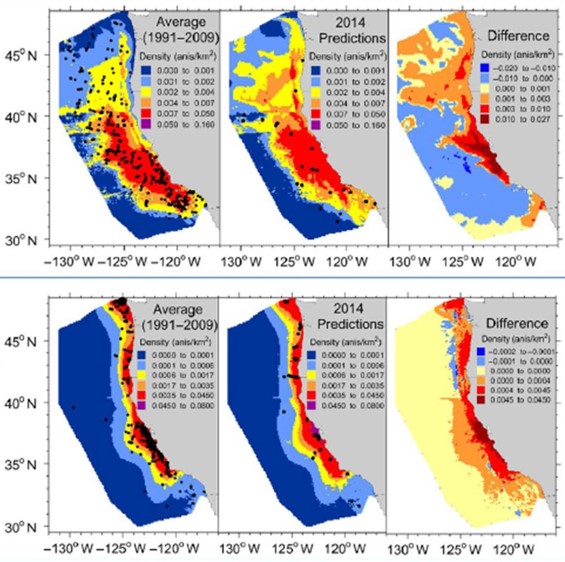 Average
(1991–2009)
Density (anis/km²)
0.000 to 0.001
0.001 to 0.002
0.002 to 0.004
0.004 to 0.007
0.007 to 0.050
0.050 to 0.160
2014
Predictions
Density (anis/km²)
0.000 to 0.001
0.001 to 0.002
0.002 to 0.004
0.004 to 0.007
0.007 to 0.050
0.050 to 0.160
Difference
Density (anis/km²)
−0.020 to −0.010
−0.010 to 0.000
0.000 to 0.001
0.001 to 0.003
0.003 to 0.010
0.010 to 0.027
45° N
40° N
35° N
30° N
−130° W −125° W −120° W
−130° W −125° W −120° W
−130° W −125° W −120° W
Average
(1991–2009)
Density (anis/km²)
0.0000 to 0.0001
0.0001 to 0.0006
0.0006 to 0.0017
0.0017 to 0.0035
0.0035 to 0.0450
0.0450 to 0.0800
2014
Predictions
Density (anis/km²)
0.0000 to 0.0001
0.0001 to 0.0006
0.0006 to 0.0017
0.0017 to 0.0035
0.0035 to 0.0450
0.0450 to 0.0800
Difference
Density (anis/km²)
−0.0002 to −0.0001
−0.0001 to 0.0000
0.0000 to 0.0000
0.0000 to 0.0004
0.0004 to 0.0045
0.0045 to 0.0450
45° N
40° N
35° N
30° N
−130° W −125° W −120° W
−130° W −125° W −120° W
−130° W −125° W −120° W